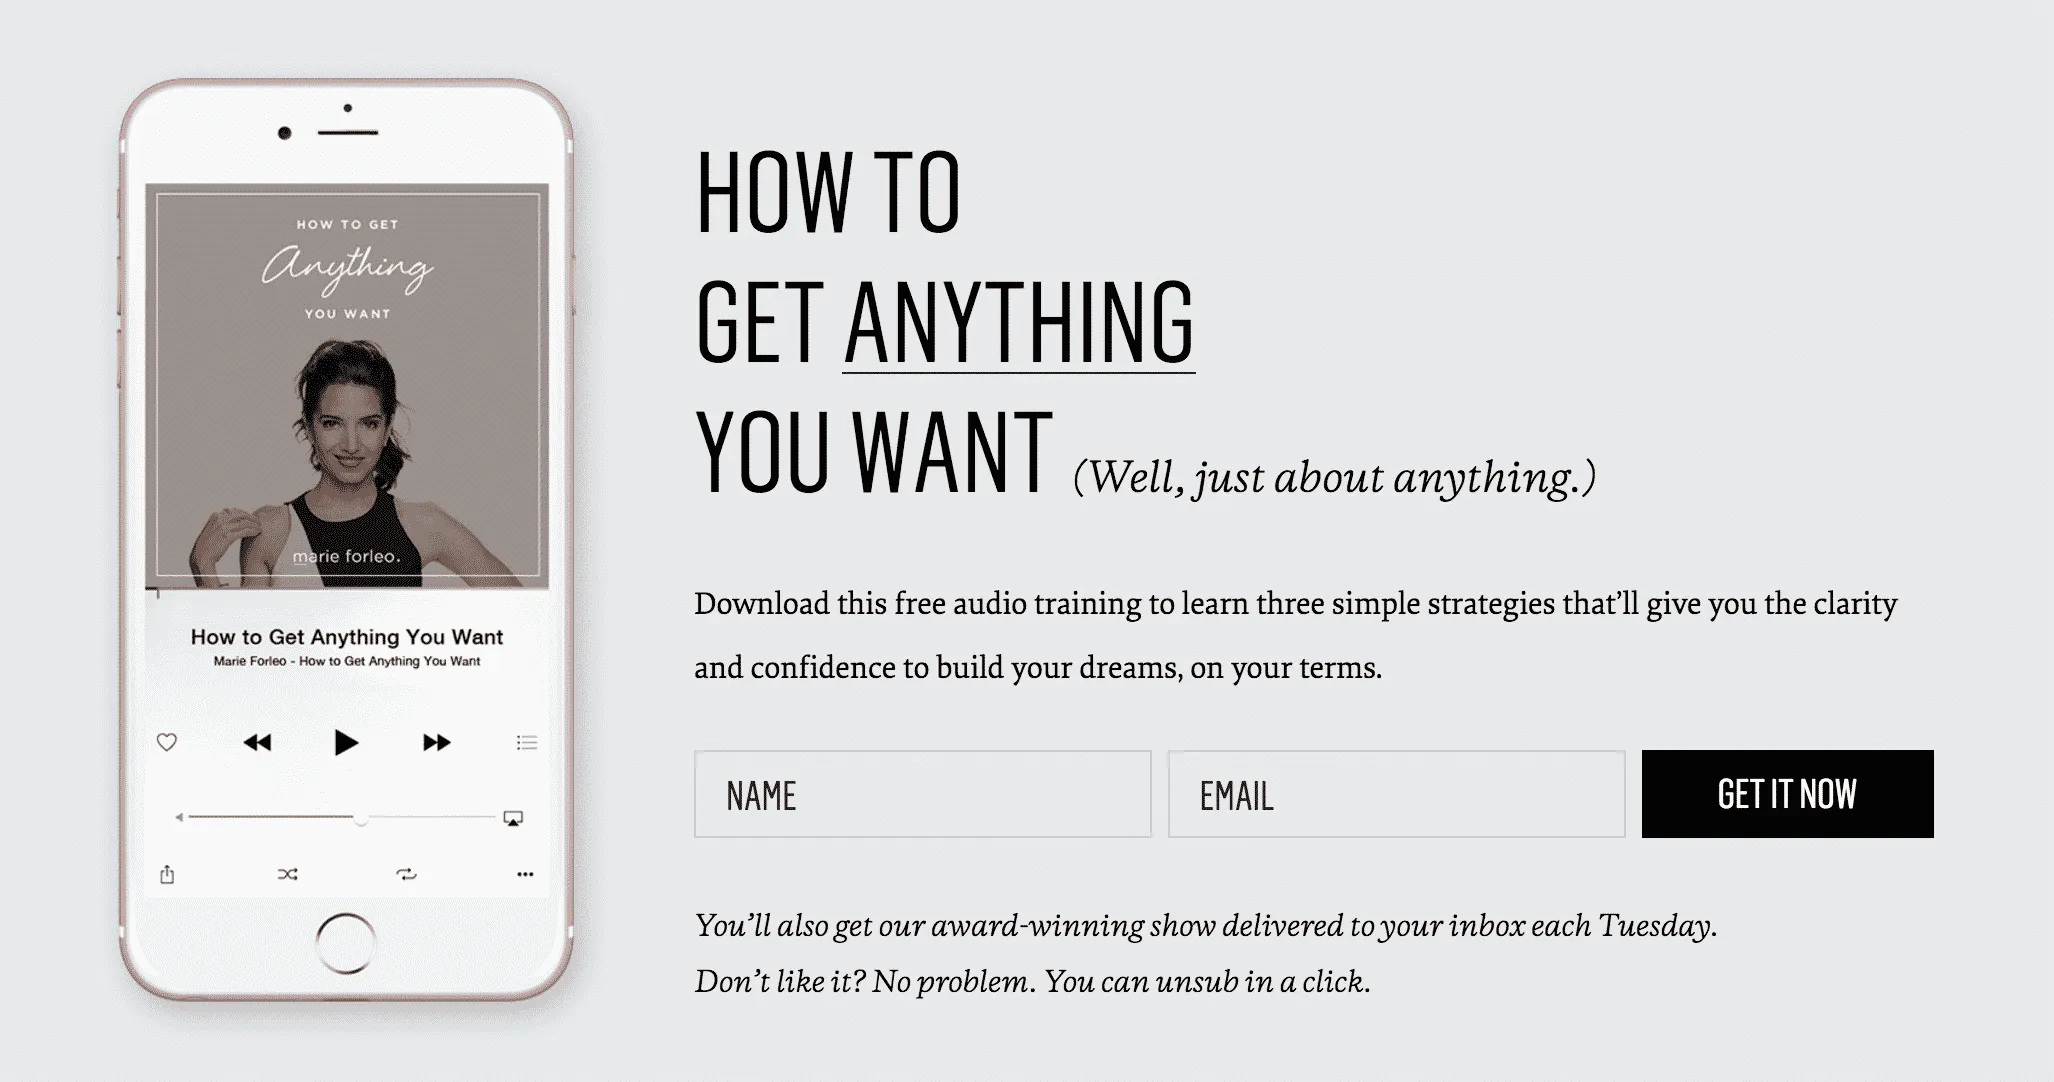 HOW TO GET
Anything
YOU WANT
marie forleo.
How to Get Anything You Want
Marie Forleo - How to Get Anything You Want
HOW TO
GET ANYTHING
YOU WANT (Well, just about anything.)
Download this free audio training to learn three simple strategies that’ll give you the clarity
and confidence to build your dreams, on your terms.
NAME EMAIL GET IT NOW
You’ll also get our award-winning show delivered to your inbox each Tuesday.
Don’t like it? No problem. You can unsub in a click.